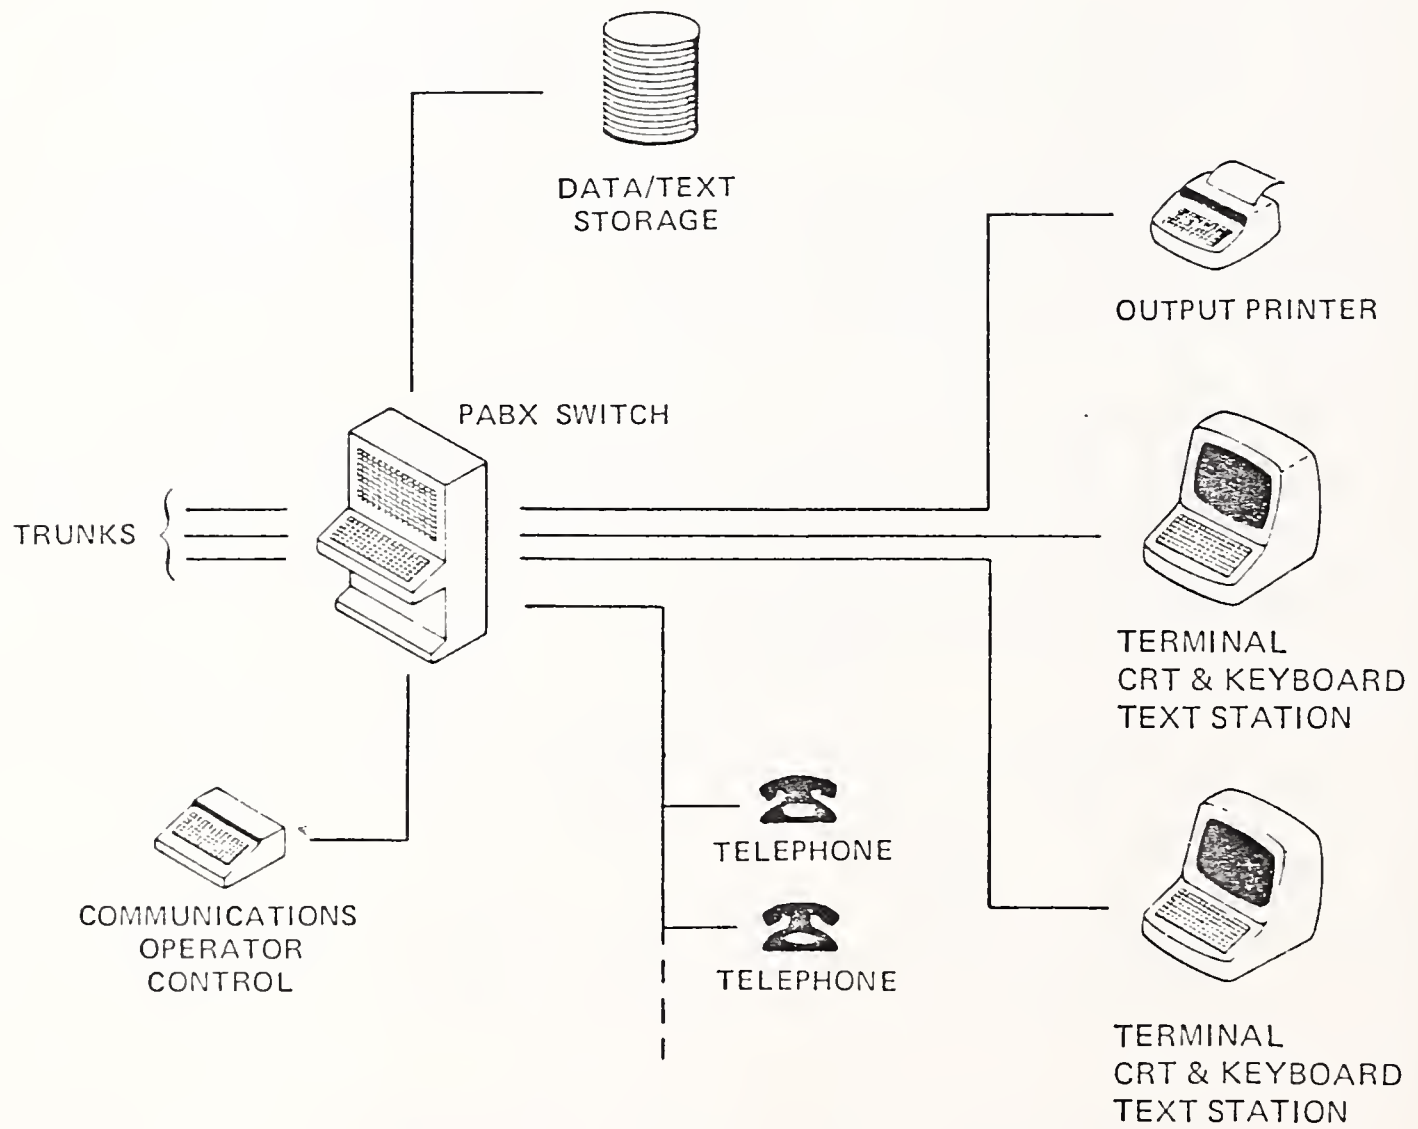 DATA/TEXT
STORAGE
OUTPUT PRINTER
PABX SWITCH
TRUNKS
TERMINAL
CRT & KEYBOARD
TEXT STATION
TELEPHONE
COMMUNICATIONS
OPERATOR
CONTROL
TELEPHONE
TERMINAL
CRT & KEYBOARD
TEXT STATION